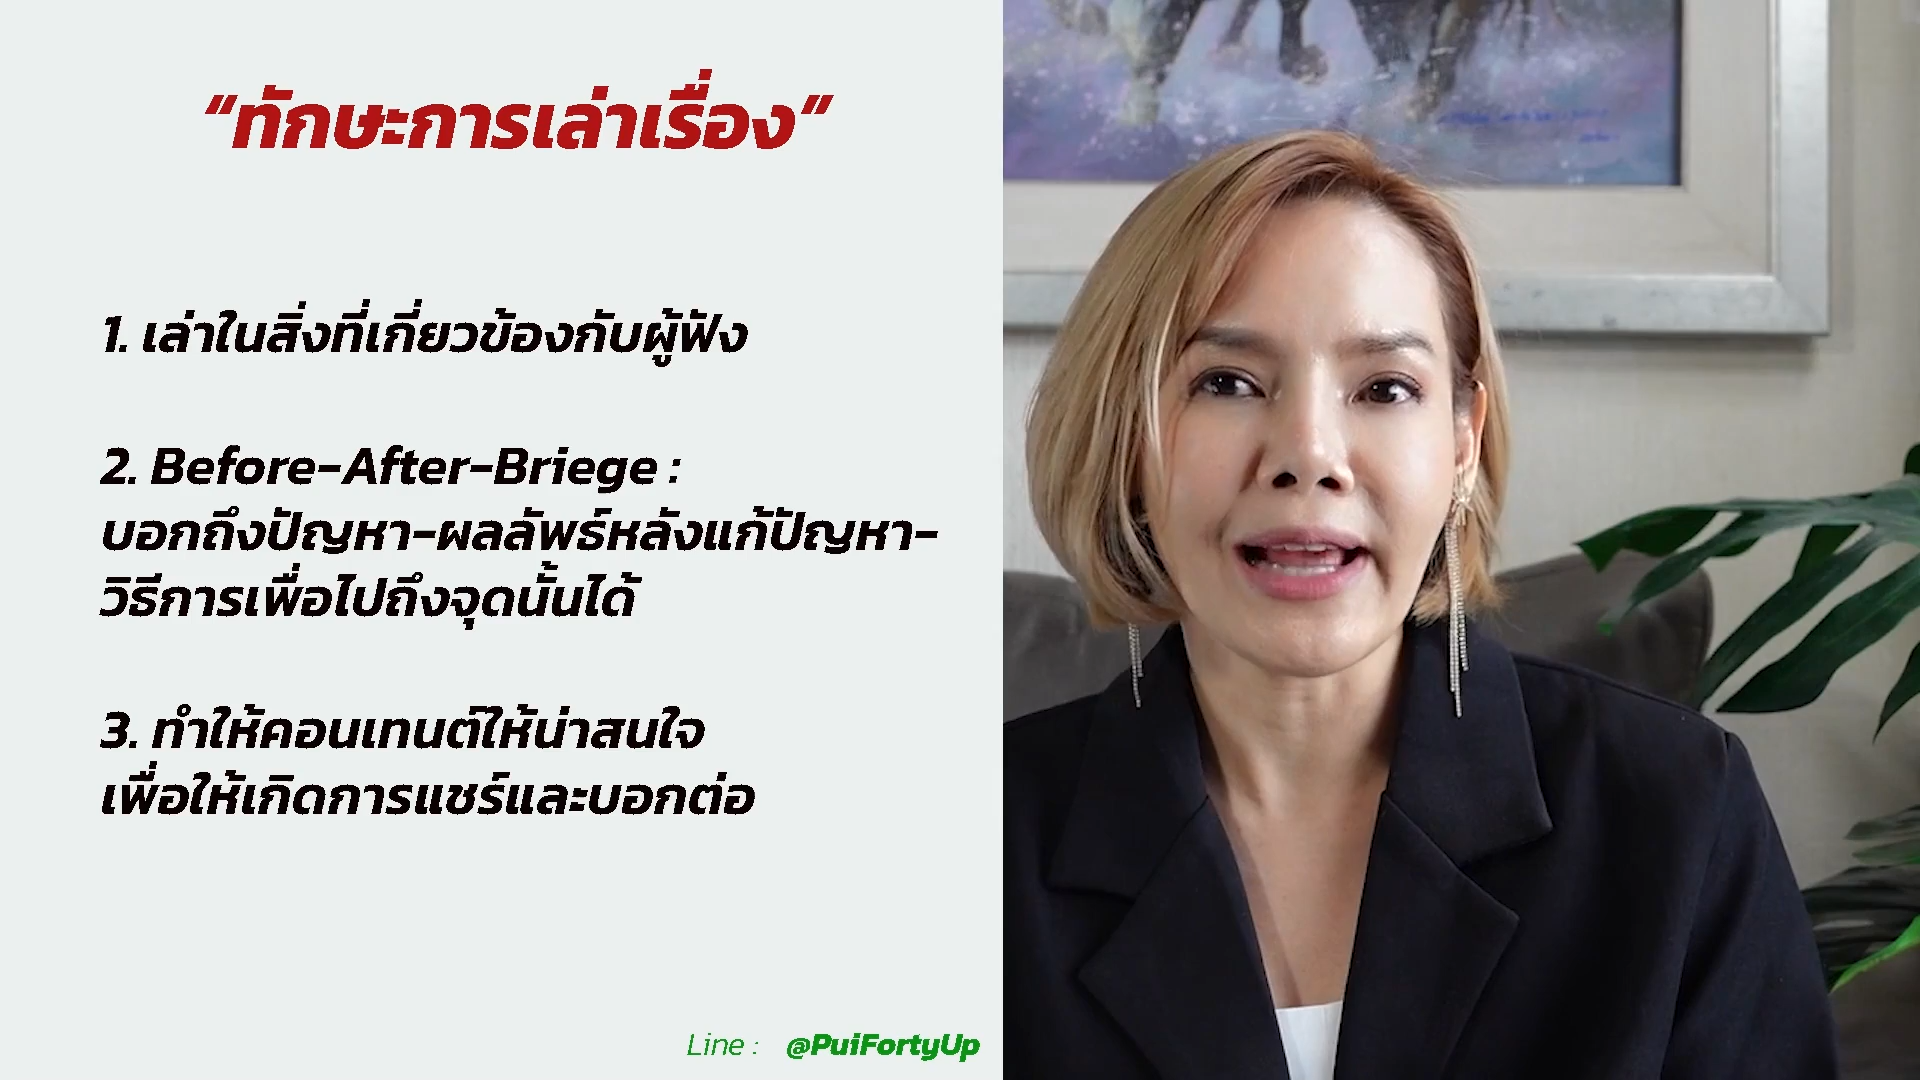 “ทักษะการเล่าเรื่อง”
1. เล่าในสิ่งที่เกี่ยวข้องกับผู้ฟัง
2. Before-After-Briege :
บอกถึงปัญหา-ผลลัพธ์หลังแก้ปัญหา-
วิธีการเพื่อไปถึงจุดนั้นได้
3. ทำให้คอนเทนต์ให้น่าสนใจ
เพื่อให้เกิดการแชร์และบอกต่อ
Line : @PuiFortyUp